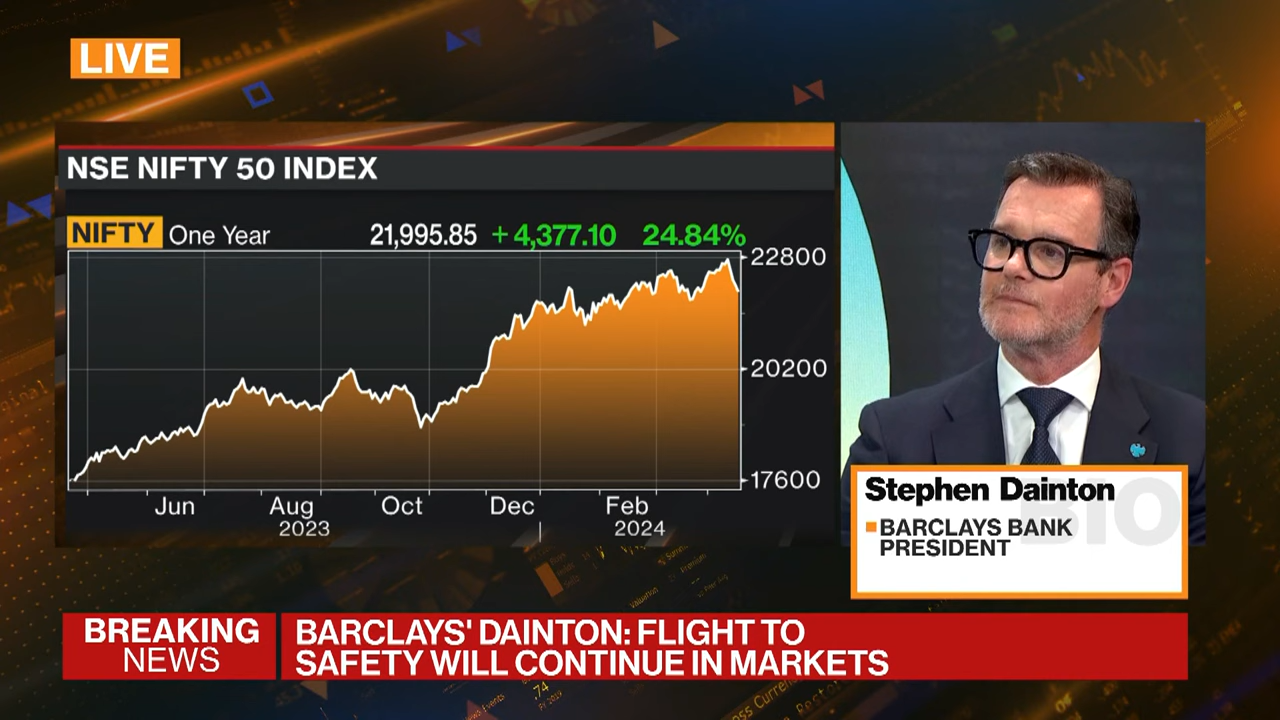 LIVE
NSE NIFTY 50 INDEX
NIFTY One Year 21,995.85 +4,377.10 24.84%
22800
20200
17600
Jun Aug Oct Dec Feb
2023 2024
Stephen Dainton
BIO
BARCLAYS BANK
PRESIDENT
BREAKING
NEWS
BARCLAYS' DAINTON: FLIGHT TO
SAFETY WILL CONTINUE IN MARKETS